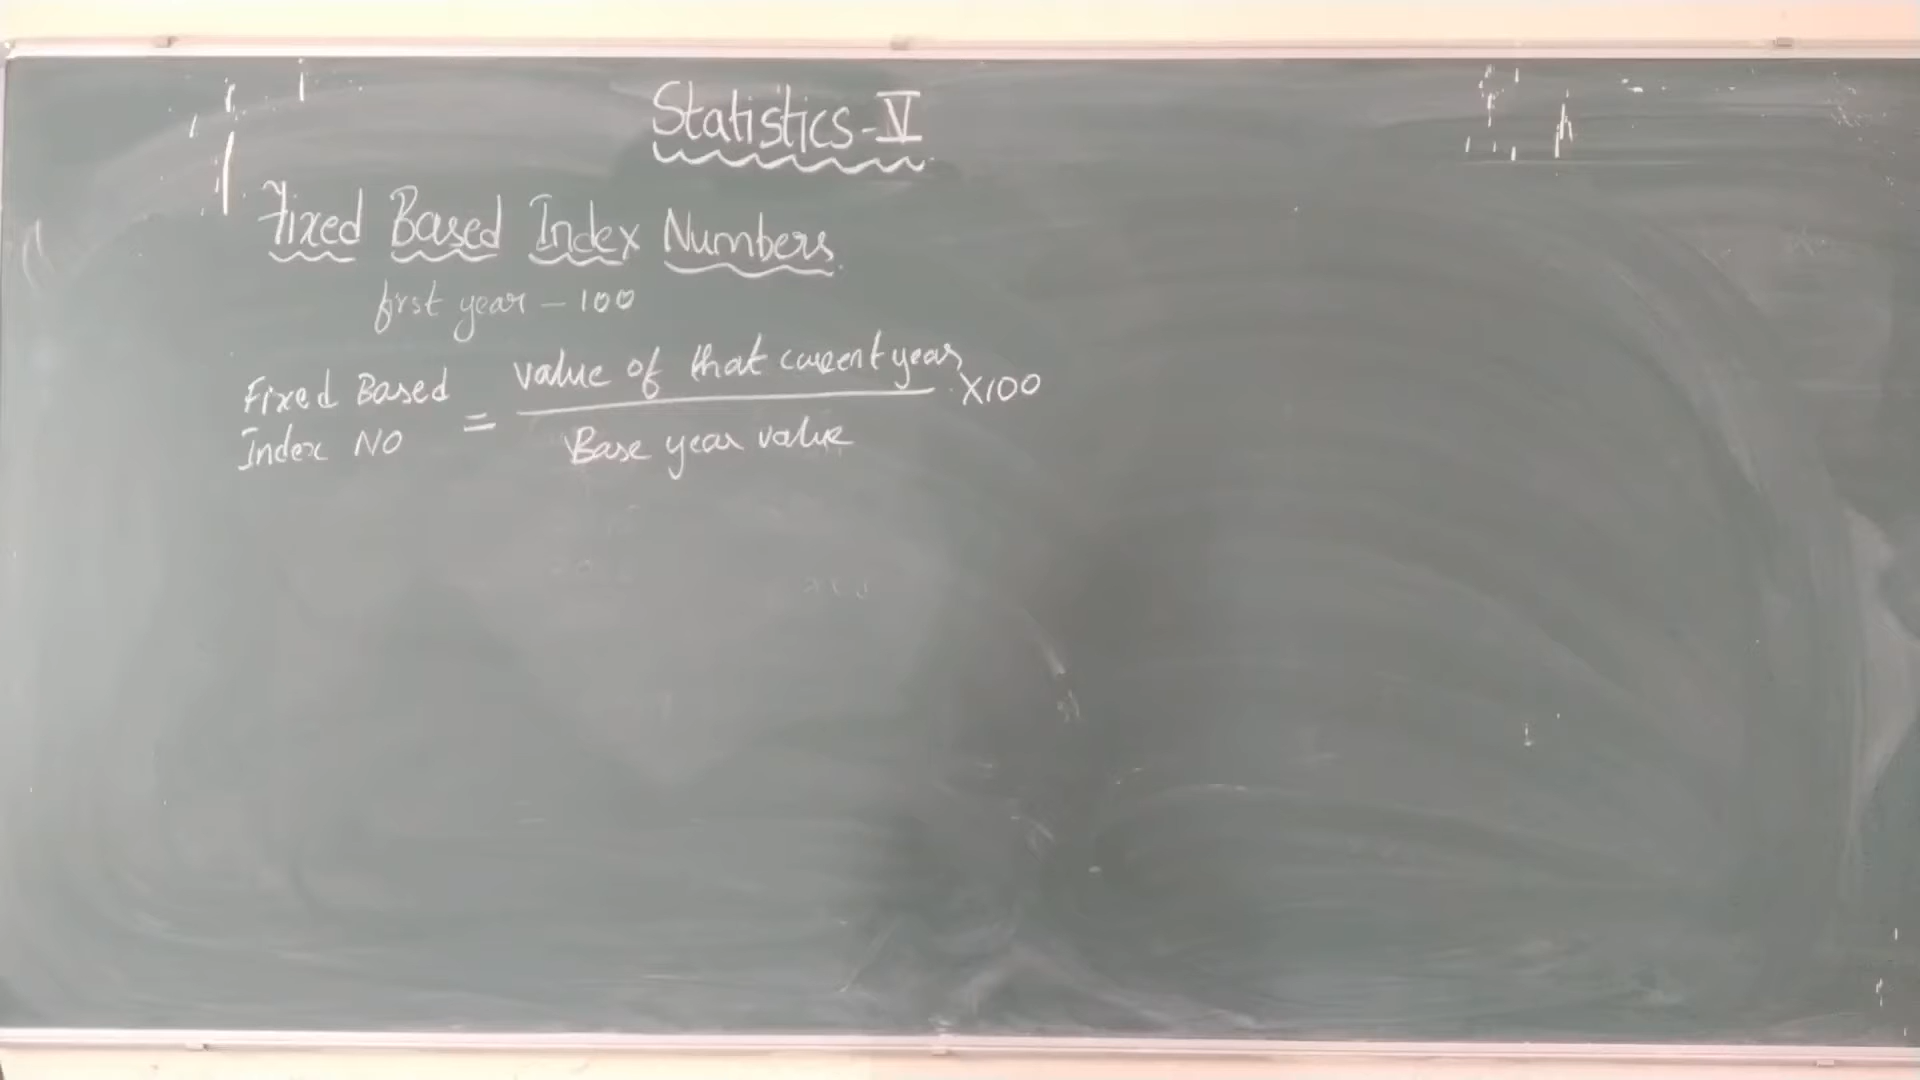 Statistics-V
Fixed Based Index Numbers.
first year - 100
Fixed Based Index NO = value of that current year / Base year value X100